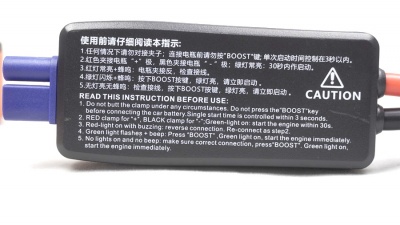 使用前请仔细阅读本指示:
1.任何情况下请勿对接夹子; 连接电瓶前请勿按"BOOST"键; 单次启动时间控制在3秒以内。
2.红色夹接电瓶 "+" 极, 黑色夹接电瓶 "-" 极; 绿灯常亮: 30秒内作启动。
3.红灯常亮+蜂鸣: 电瓶夹反, 检查接线。
4.绿灯闪烁+蜂鸣: 按下BOOST键, 绿灯亮, 请立即启动。
5.无灯亮无蜂鸣: 检查接线, 按下BOOST键, 绿灯亮, 请立即启动。
CAUTION
READ THIS INSTRUCTION BEFORE USE:
1. Do not butt the clamp under any circumstances. Do not press the"BOOST"key
before connecting the car battery.Single start time is controlled within 3 seconds.
2. RED clamp for "+", BLACK clamp for "-";Green-light on: start the engine within 30s.
3. Red-light on with buzzing: reverse connection. Re-connect as step2.
4. Green light flashes + beep: Press "BOOST" ,Green light on, start the engine immediately.
5. No lights on and no beep: make sure correct connection, press"BOOST". Green light on,
start the engine immediately.